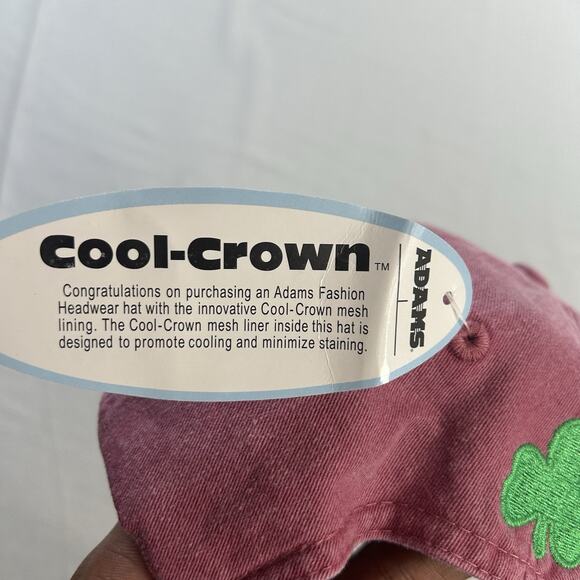 Cool-Crown™
Congratulations on purchasing an Adams Fashion
Headwear hat with the innovative Cool-Crown mesh
lining. The Cool-Crown mesh liner inside this hat is
designed to promote cooling and minimize staining.
ADAMS